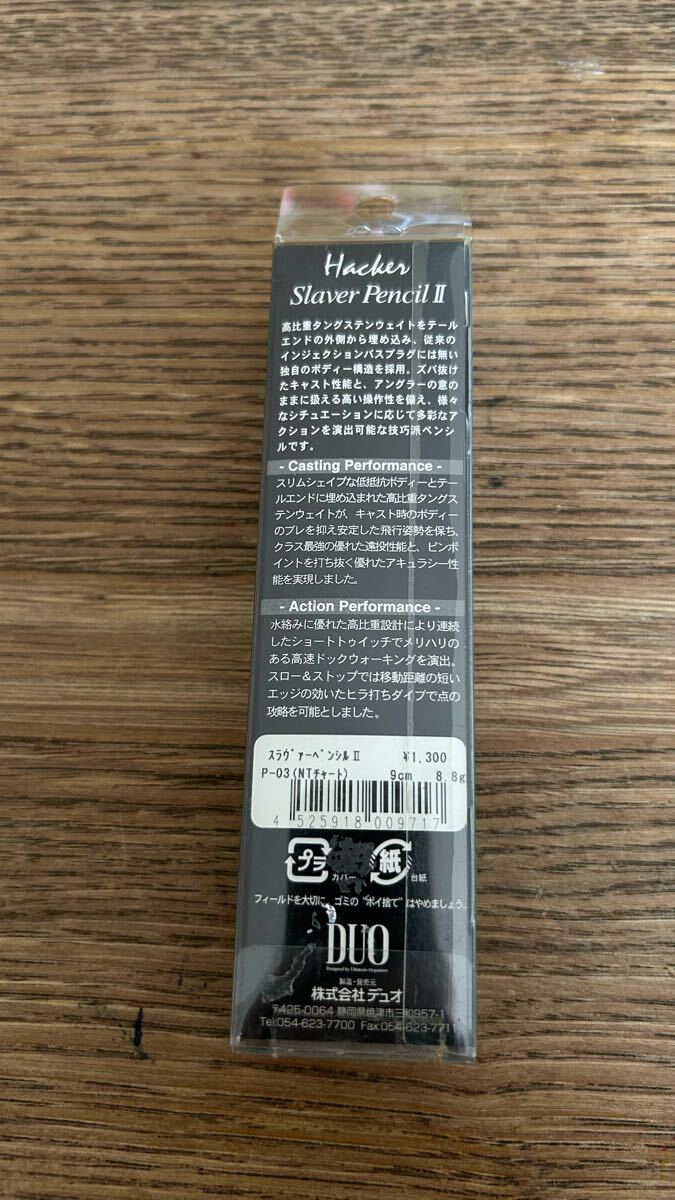 Hacker
Slaver Pencil II
高比重タングステンウェイトをテール
エンドの外側から埋め込み、従来の
インジェクションバスプラグには無い
独自のボディー構造を採用。ズバ抜け
たキャスト性能と、アングラーの意の
ままに扱える高い操作性を備え、様々
なシチュエーションに応じて多彩なア
クションを演出可能な技巧派ペンシ
ルです。
- Casting Performance -
スリムシェイプな低抵抗ボディーとテー
ルエンドに埋め込まれた高比重タングス
テンウェイトが、キャスト時のボディー
のブレを抑え安定した飛行姿勢を保ち、
クラス最強の優れた遠投性能と、ピンポ
イントを打ち抜く優れたアキュラシー性
能を実現しました。
- Action Performance -
水絡みに優れた高比重設計により連続
したショートトゥイッチでメリハリの
ある高速ドックウォーキングを演出。
スロー&ストップでは移動距離の短い
エッジの効いたヒラ打ちダイブで点の
攻略を可能としました。
スラヴァーペンシルⅡ ¥1,300
P-03(NTチャート) 9cm 8.8g
4 525918 009717
プラ カバー 紙 台紙
フィールドを大切に、ゴミの"ポイ捨て"はやめましょう。
DUO
Designed by Ultimate Organizer
製造・発売元
株式会社デュオ
〒425-0064 静岡県焼津市三和957-1
Tel:054-623-7700 Fax:054-623-7711